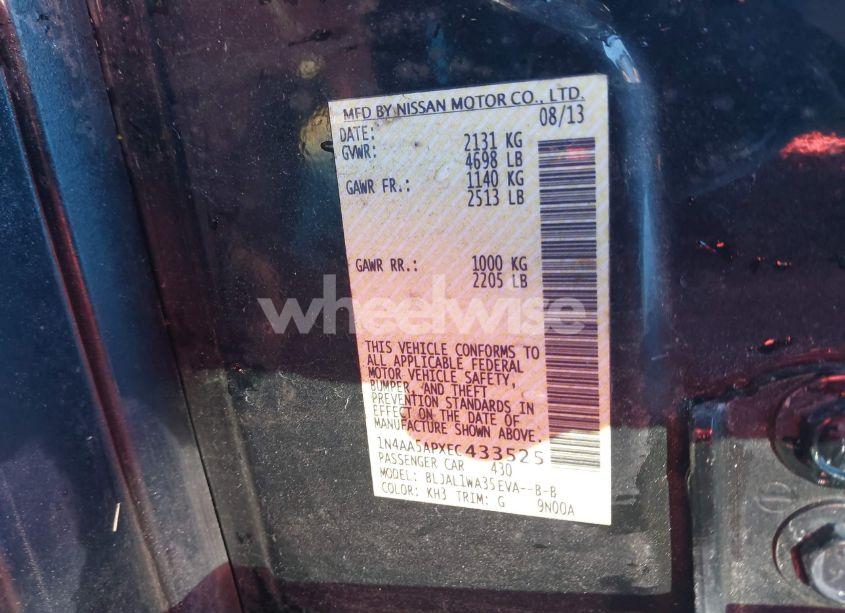 MFD BY NISSAN MOTOR CO., LTD.
DATE: 08/13
GVWR: 2131 KG
4698 LB
GAWR FR.: 1140 KG
2513 LB
GAWR RR.: 1000 KG
2205 LB
wheelwise
THIS VEHICLE CONFORMS TO
ALL APPLICABLE FEDERAL
MOTOR VEHICLE SAFETY,
BUMPER, AND THEFT
PREVENTION STANDARDS IN
EFFECT ON THE DATE OF
MANUFACTURE SHOWN ABOVE.
1N4AA5APXEC433525
PASSENGER CAR 430
MODEL: BLJAL1WA35EVA--B-B
COLOR: KH3 TRIM: G 9N00A